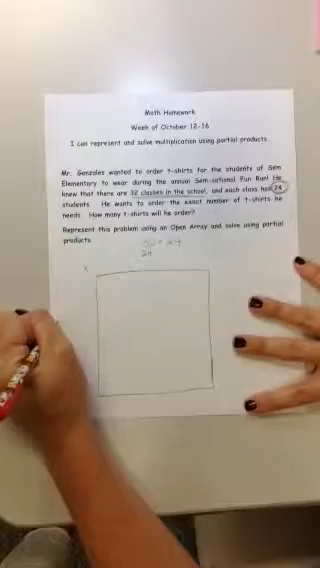 Math Homework
Week of October 12-16
I can represent and solve multiplication using partial products.
Mr. Gonzales wanted to order t-shirts for the students of Sem
Elementary to wear during the annual Sem-sational Fun Run! He
knew that there are 32 classes in the school, and each class has 24
students. He wants to order the exact number of t-shirts he
needs. How many t-shirts will he order?
Represent this problem using an Open Array and solve using partial
products.
24
x